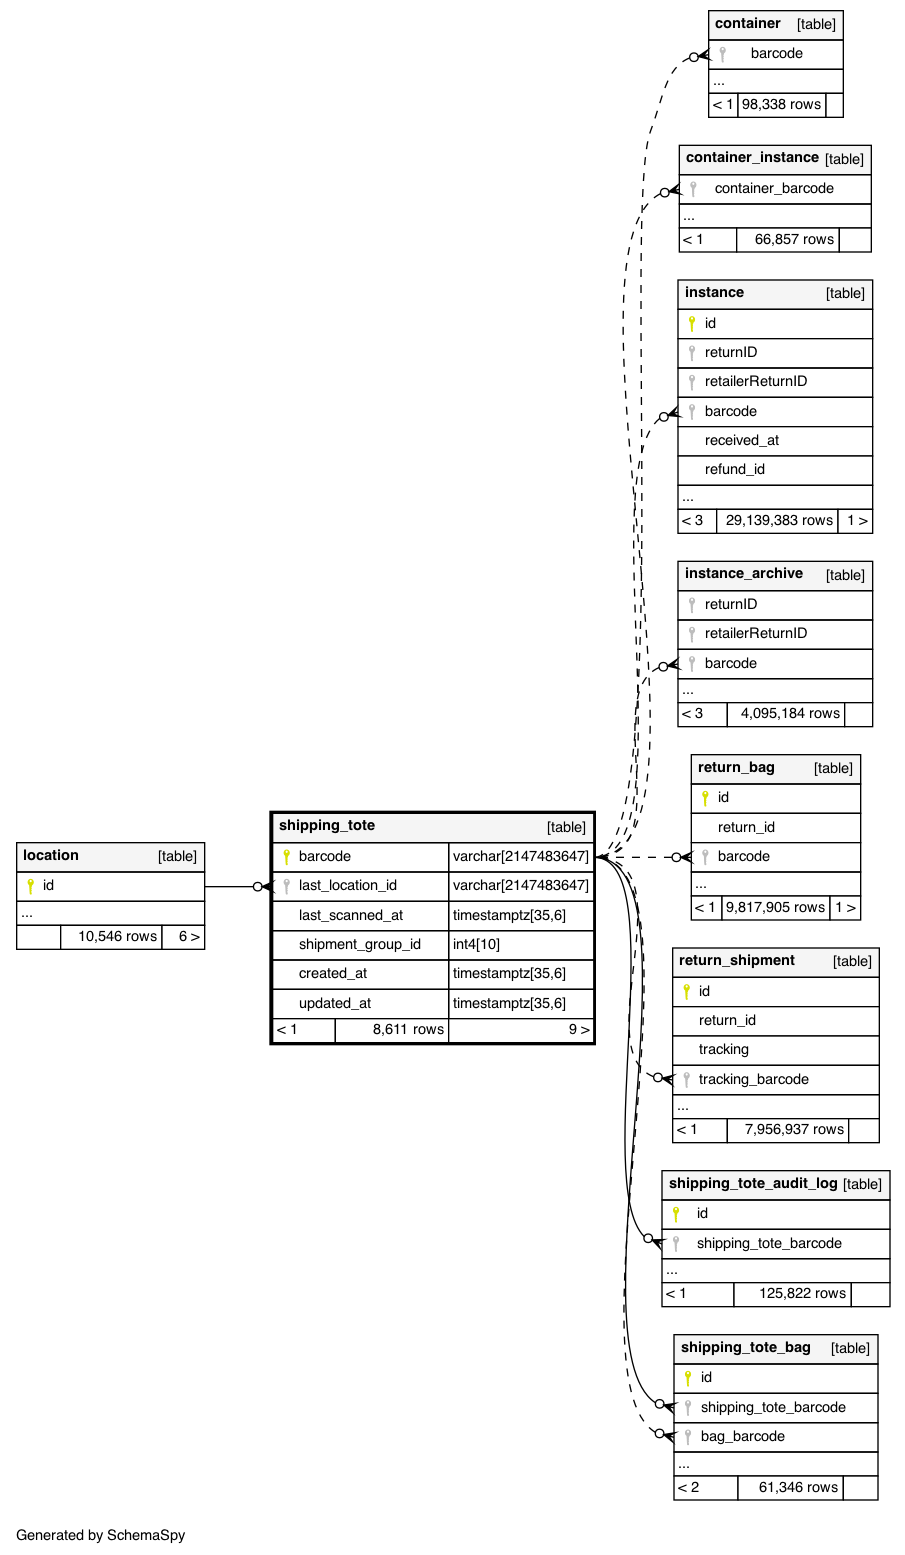 container [table]
barcode
...
< 1 98,338 rows
container_instance [table]
container_barcode
...
< 1 66,857 rows
instance [table]
id
returnID
retailerReturnID
barcode
received_at
refund_id
...
< 3 29,139,383 rows 1 >
instance_archive [table]
returnID
retailerReturnID
barcode
...
< 3 4,095,184 rows
return_bag [table]
id
return_id
barcode
...
< 1 9,817,905 rows 1 >
shipping_tote [table]
barcode varchar[2147483647]
last_location_id varchar[2147483647]
last_scanned_at timestamptz[35,6]
shipment_group_id int4[10]
created_at timestamptz[35,6]
updated_at timestamptz[35,6]
< 1 8,611 rows 9 >
location [table]
id
...
10,546 rows 6 >
return_shipment [table]
id
return_id
tracking
tracking_barcode
...
< 1 7,956,937 rows
shipping_tote_audit_log [table]
id
shipping_tote_barcode
...
< 1 125,822 rows
shipping_tote_bag [table]
id
shipping_tote_barcode
bag_barcode
...
< 2 61,346 rows
Generated by SchemaSpy